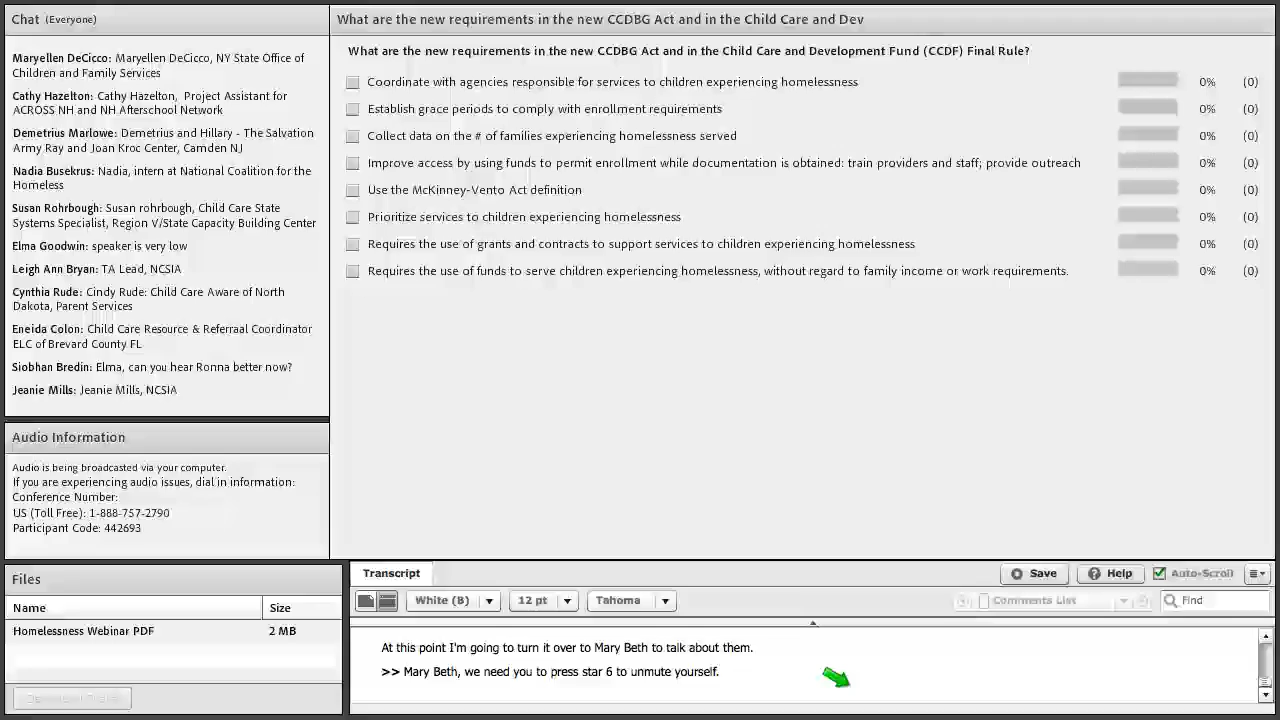 Chat (Everyone)
Maryellen DeCicco: Maryellen DeCicco, NY State Office of
Children and Family Services
Cathy Hazelton: Cathy Hazelton, Project Assistant for
ACROSS NH and NH Afterschool Network
Demetrius Marlowe: Demetrius and Hillary - The Salvation
Army Ray and Joan Kroc Center, Camden NJ
Nadia Busekrus: Nadia, intern at National Coalition for the
Homeless
Susan Rohrbough: Susan rohrbough, Child Care State
Systems Specialist, Region V/State Capacity Building Center
Elma Goodwin: speaker is very low
Leigh Ann Bryan: TA Lead, NCSIA
Cynthia Rude: Cindy Rude: Child Care Aware of North
Dakota, Parent Services
Eneida Colon: Child Care Resource & Referraal Coordinator
ELC of Brevard County FL
Siobhan Bredin: Elma, can you hear Ronna better now?
Jeanie Mills: Jeanie Mills, NCSIA
Audio Information
Audio is being broadcasted via your computer.
If you are experiencing audio issues, dial in information:
Conference Number:
US (Toll Free): 1-888-757-2790
Participant Code: 442693
Files
Name Size
Homelessness Webinar PDF 2 MB
What are the new requirements in the new CCDBG Act and in the Child Care and Dev
What are the new requirements in the new CCDBG Act and in the Child Care and Development Fund (CCDF) Final Rule?
Coordinate with agencies responsible for services to children experiencing homelessness 0% (0)
Establish grace periods to comply with enrollment requirements 0% (0)
Collect data on the # of families experiencing homelessness served 0% (0)
Improve access by using funds to permit enrollment while documentation is obtained: train providers and staff; provide outreach 0% (0)
Use the McKinney-Vento Act definition 0% (0)
Prioritize services to children experiencing homelessness 0% (0)
Requires the use of grants and contracts to support services to children experiencing homelessness 0% (0)
Requires the use of funds to serve children experiencing homelessness, without regard to family income or work requirements. 0% (0)
Transcript Save Help Auto-Scroll
White (B) 12 pt Tahoma Comments List Find
At this point I'm going to turn it over to Mary Beth to talk about them.
>> Mary Beth, we need you to press star 6 to unmute yourself.